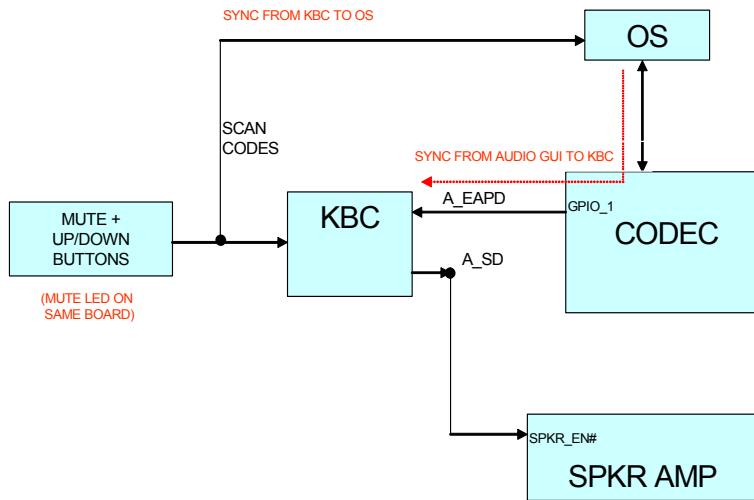 SYNC FROM KBC TO OS
OS
SCAN
CODES
SYNC FROM AUDIO GUI TO KBC
MUTE +
UP/DOWN
BUTTONS
(MUTE LED ON
SAME BOARD)
KBC
A_EAPD
GPIO_1
CODEC
A_SD
SPKR_EN#
SPKR AMP